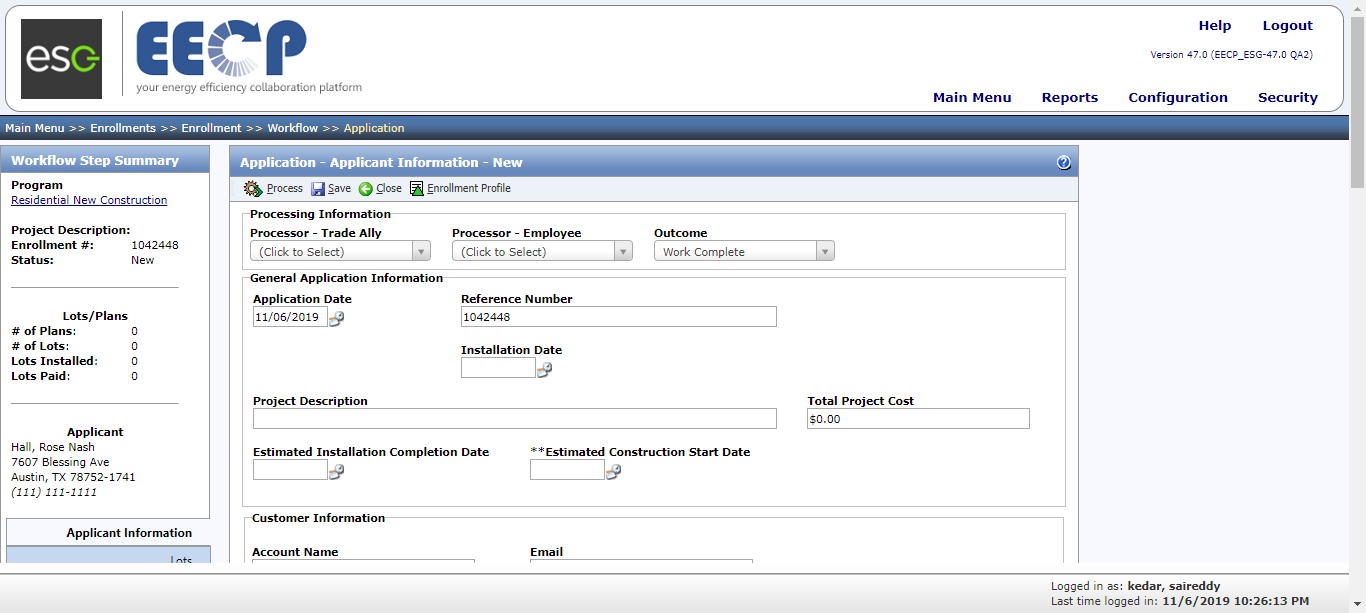 esg
EECP
your energy efficiency collaboration platform
Help Logout
Version 47.0 (EECP_ESG-47.0 QA2)
Main Menu Reports Configuration Security
Main Menu >> Enrollments >> Enrollment >> Workflow >> Application
Workflow Step Summary
Program
Residential New Construction
Project Description:
Enrollment #: 1042448
Status: New
Lots/Plans
# of Plans: 0
# of Lots: 0
Lots Installed: 0
Lots Paid: 0
Applicant
Hall, Rose Nash
7607 Blessing Ave
Austin, TX 78752-1741
(111) 111-1111
Applicant Information
Lots
Application - Applicant Information - New
?
Process Save Close Enrollment Profile
Processing Information
Processor - Trade Ally Processor - Employee Outcome
(Click to Select) (Click to Select) Work Complete
General Application Information
Application Date Reference Number
11/06/2019 1042448
Installation Date
Project Description Total Project Cost
$0.00
Estimated Installation Completion Date **Estimated Construction Start Date
Customer Information
Account Name Email
Logged in as: kedar, saireddy
Last time logged in: 11/6/2019 10:26:13 PM